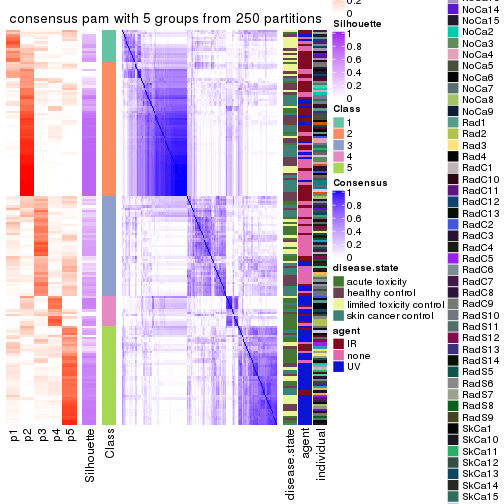 consensus pam with 5 groups from 250 partitions
p1
p2
p3
p4
p5
Silhouette
Class
disease.state
agent
individual
0.2
0
Silhouette
1
0.8
0.6
0.4
0.2
0
Class
1
2
3
4
5
Consensus
1
0.8
0.6
0.4
0.2
0
disease.state
acute toxicity
healthy control
limited toxicity control
skin cancer control
agent
IR
none
UV
NoCa14
NoCa15
NoCa2
NoCa3
NoCa4
NoCa5
NoCa6
NoCa7
NoCa8
NoCa9
Rad1
Rad2
Rad3
Rad4
RadC1
RadC10
RadC11
RadC12
RadC13
RadC2
RadC3
RadC4
RadC5
RadC6
RadC7
RadC8
RadC9
RadS10
RadS11
RadS12
RadS13
RadS14
RadS5
RadS6
RadS7
RadS8
RadS9
SkCa1
SkCa10
SkCa11
SkCa12
SkCa13
SkCa14
SkCa15